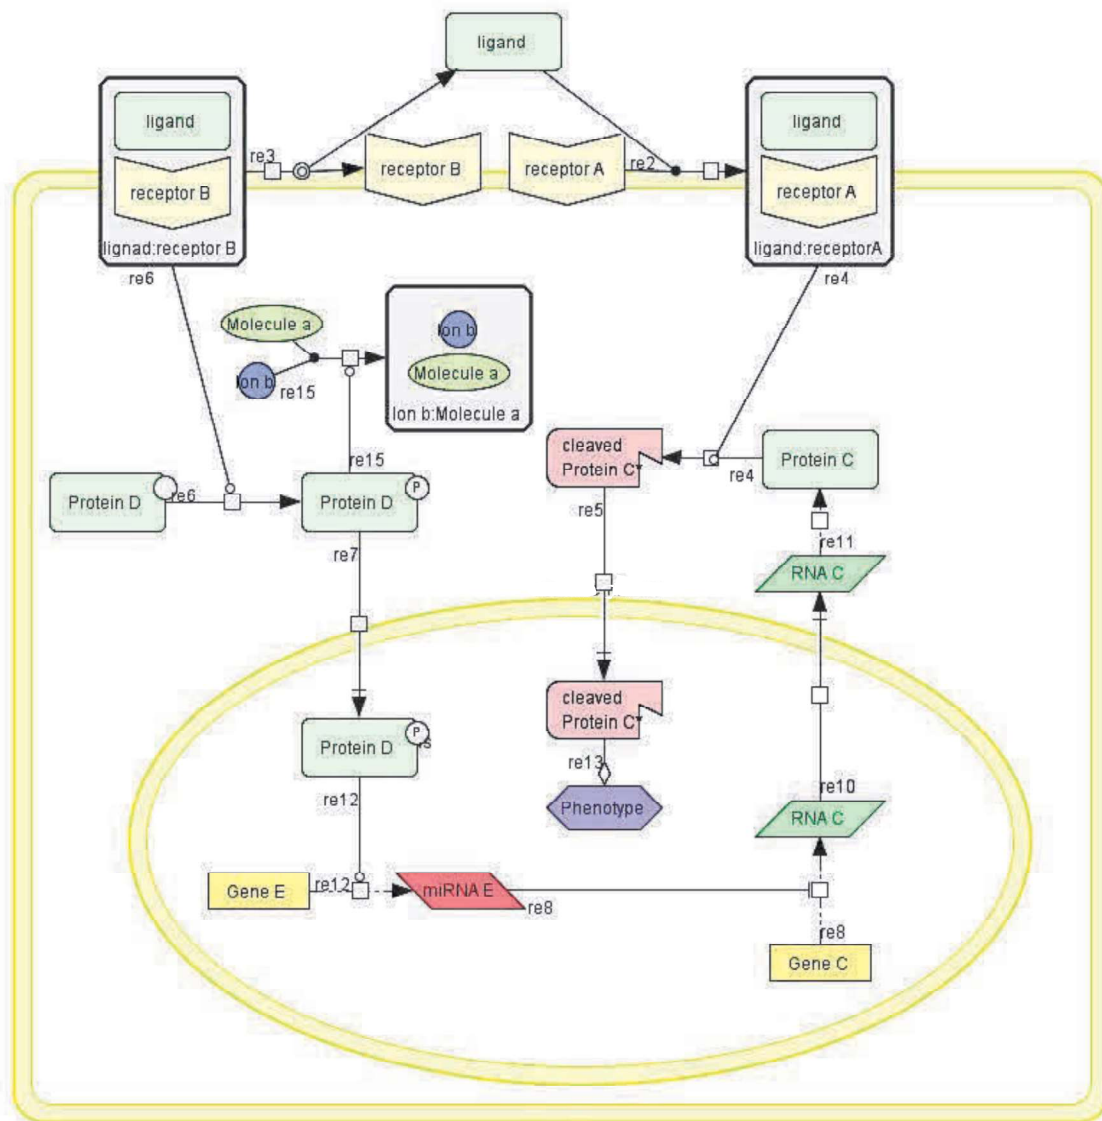 ligand
ligand
ligand
re3
receptor B
receptor A
re2
receptor B
receptor A
lignad:receptor B
ligand:receptorA
re6
re4
Molecule a
Ion b
Ion b
re15
Molecule a
Ion b:Molecule a
cleaved
Protein C*
re4
Protein C
re15
Protein D
re6
Protein D
P
re5
re7
re11
RNA C
cleaved
Protein C*
Protein D
P
re13
re12
re10
Phenotype
RNA C
Gene E
re12
miRNA E
re8
re8
Gene C